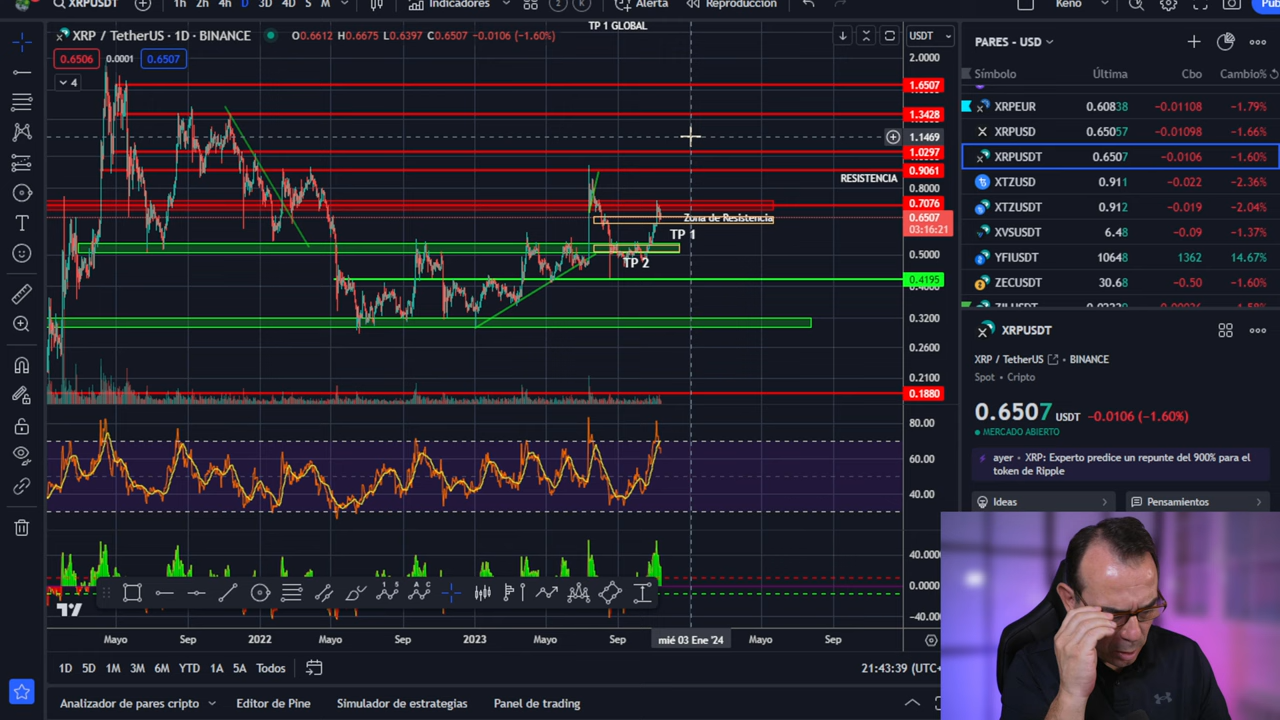 XRPUSDT
1h 2h 4h D 3D 4D S M
Indicadores
Alerta
Reproducción
Keno
TP 1 GLOBAL
XRP / TetherUS · 1D · BINANCE
O0.6612 H0.6675 L0.6397 C0.6507 -0.0106 (-1.60%)
USDT
0.6506 0.0001 0.6507
4
2.0000
1.6507
1.3428
1.1469
1.0297
0.9061
RESISTENCIA
0.8000
0.7076
Zona de Resistencia
0.6507
03:16:21
TP 1
0.5000
TP 2
0.4195
0.3200
0.2600
0.2100
0.1880
80.00
60.00
40.00
40.0000
0.0000
-40.000
Mayo Sep 2022 Mayo Sep 2023 Mayo Sep mié 03 Ene '24 Mayo Sep
1D 5D 1M 3M 6M YTD 1A 5A Todos
21:43:39 (UTC+
Analizador de pares cripto
Editor de Pine
Simulador de estrategias
Panel de trading
PARES - USD
Símbolo Última Cbo Cambio%
XRPEUR 0.60838 -0.01108 -1.79%
XRPUSD 0.65057 -0.01098 -1.66%
XRPUSDT 0.6507 -0.0106 -1.60%
XTZUSD 0.911 -0.022 -2.36%
XTZUSDT 0.912 -0.019 -2.04%
XVSUSDT 6.48 -0.09 -1.37%
YFIUSDT 10648 1362 14.67%
ZECUSDT 30.68 -0.50 -1.60%
XRPUSDT
XRP / TetherUS · BINANCE
Spot • Cripto
0.6507 USDT -0.0106 (-1.60%)
MERCADO ABIERTO
ayer • XRP: Experto predice un repunte del 900% para el
token de Ripple
Ideas
Pensamientos